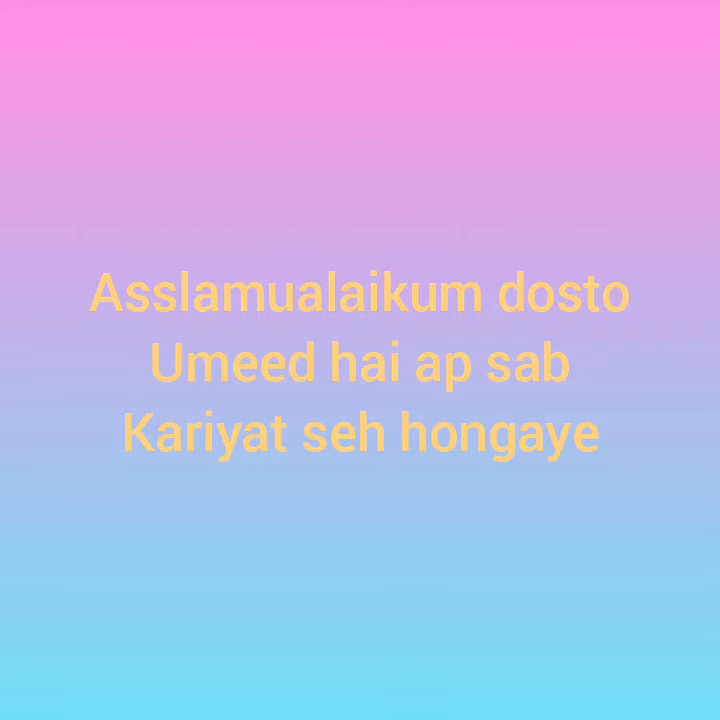 Asslamualaikum dosto
Umeed hai ap sab
Kariyat seh hongaye